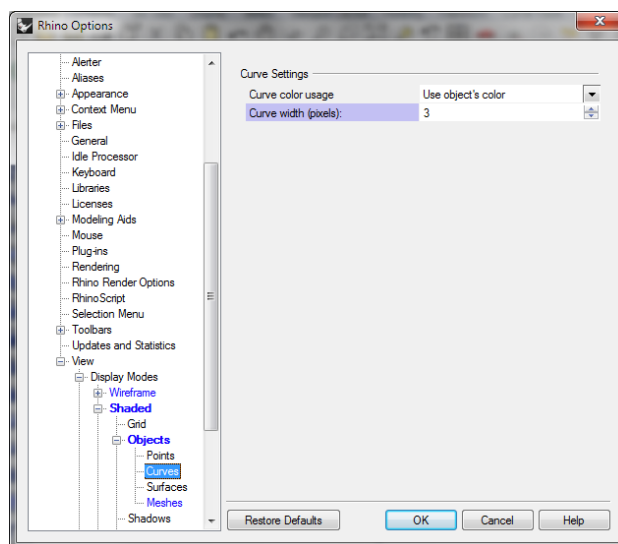 Rhino Options
Alerter
Aliases
Appearance
Context Menu
Files
General
Idle Processor
Keyboard
Libraries
Licenses
Modeling Aids
Mouse
Plug-ins
Rendering
Rhino Render Options
RhinoScript
Selection Menu
Toolbars
Updates and Statistics
View
Display Modes
Wireframe
Shaded
Grid
Objects
Points
Curves
Surfaces
Meshes
Shadows
Curve Settings
Curve color usage Use object's color
Curve width (pixels): 3
Restore Defaults OK Cancel Help